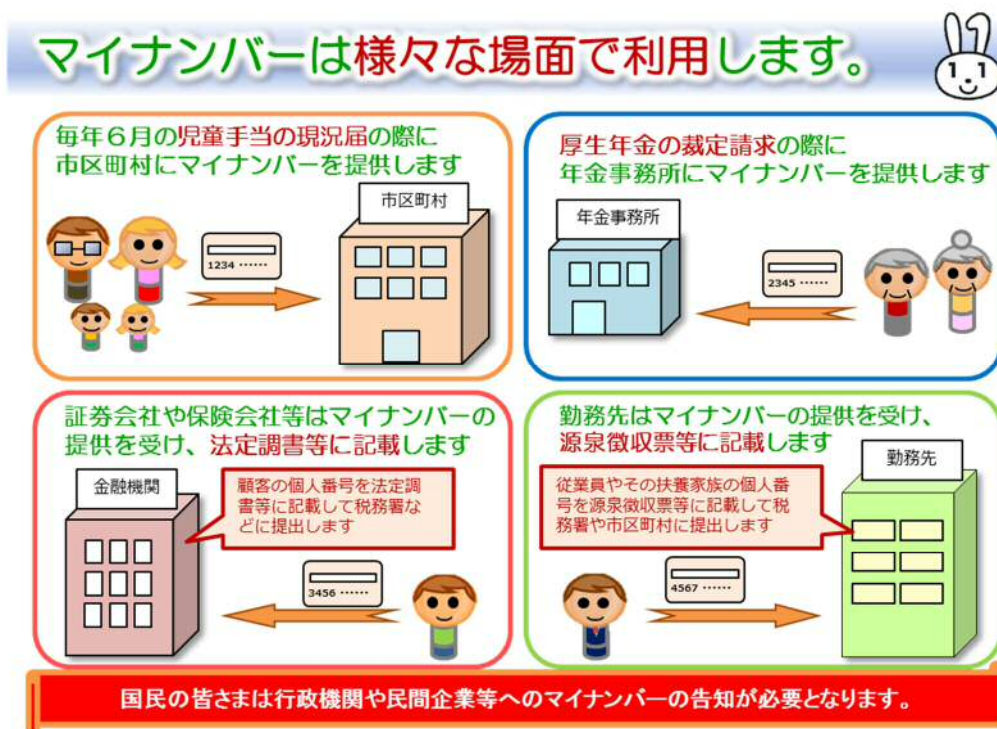 マイナンバーは様々な場面で利用します。
毎年６月の児童手当の現況届の際に
市区町村にマイナンバーを提供します
市区町村
1234 ……
厚生年金の裁定請求の際に
年金事務所にマイナンバーを提供します
年金事務所
2345 ……
証券会社や保険会社等はマイナンバーの
提供を受け、法定調書等に記載します
金融機関
顧客の個人番号を法定調
書等に記載して税務署な
どに提出します
3456 ……
勤務先はマイナンバーの提供を受け、
源泉徴収票等に記載します
勤務先
従業員やその扶養家族の個人番
号を源泉徴収票等に記載して税
務署や市区町村に提出します
4567 ……
国民の皆さまは行政機関や民間企業等へのマイナンバーの告知が必要となります。